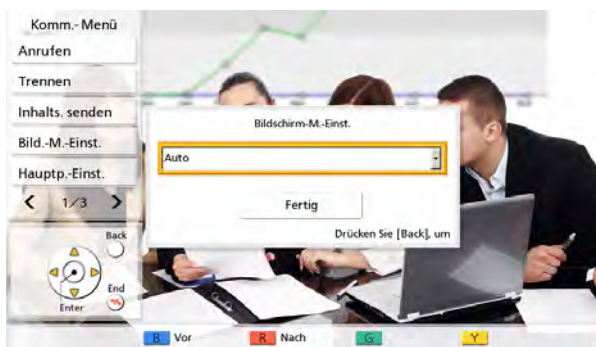 Komm.- Menü
Anrufen
Trennen
Inhalts. senden
Bild.-M.-Einst.
Hauptp.-Einst.
1/3
Back
End
Enter
Bildschirm-M.-Einst.
Auto
Fertig
Drücken Sie [Back], um
B Vor
R Nach
G
Y